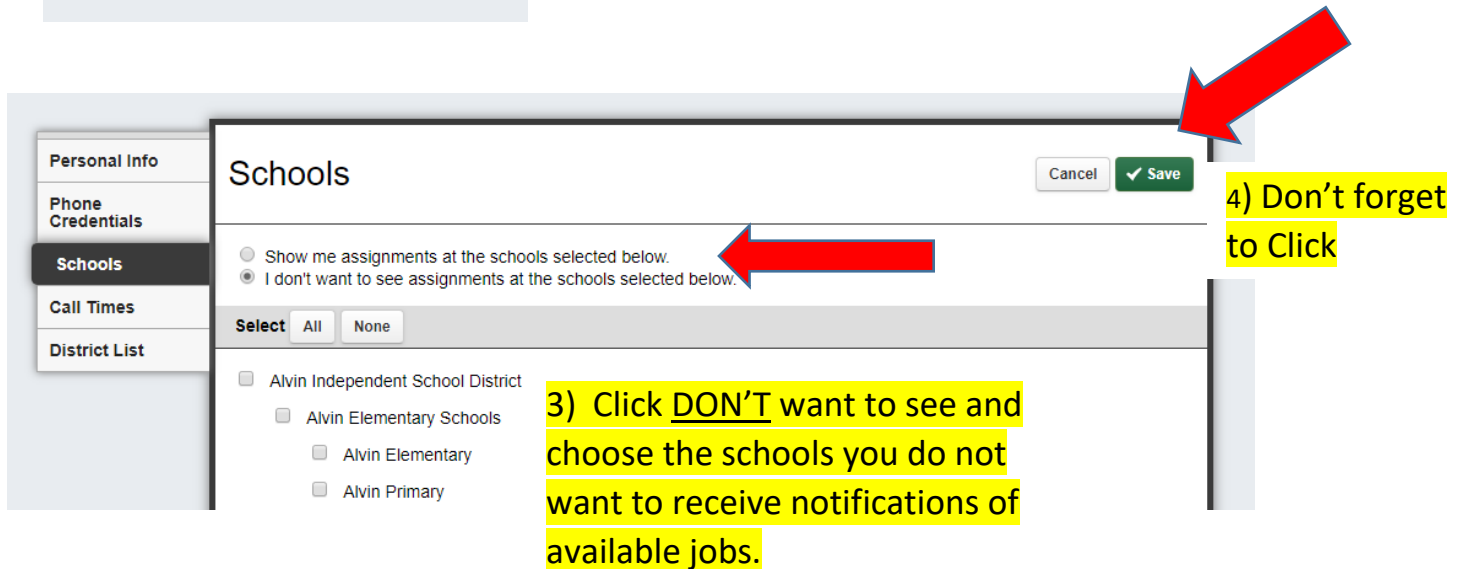 Personal Info
Phone
Credentials
Schools
Call Times
District List
Schools
Cancel
✔ Save
4) Don’t forget
to Click
Show me assignments at the schools selected below.
I don't want to see assignments at the schools selected below.
Select All None
Alvin Independent School District
Alvin Elementary Schools
Alvin Elementary
Alvin Primary
3) Click DON’T want to see and
choose the schools you do not
want to receive notifications of
available jobs.